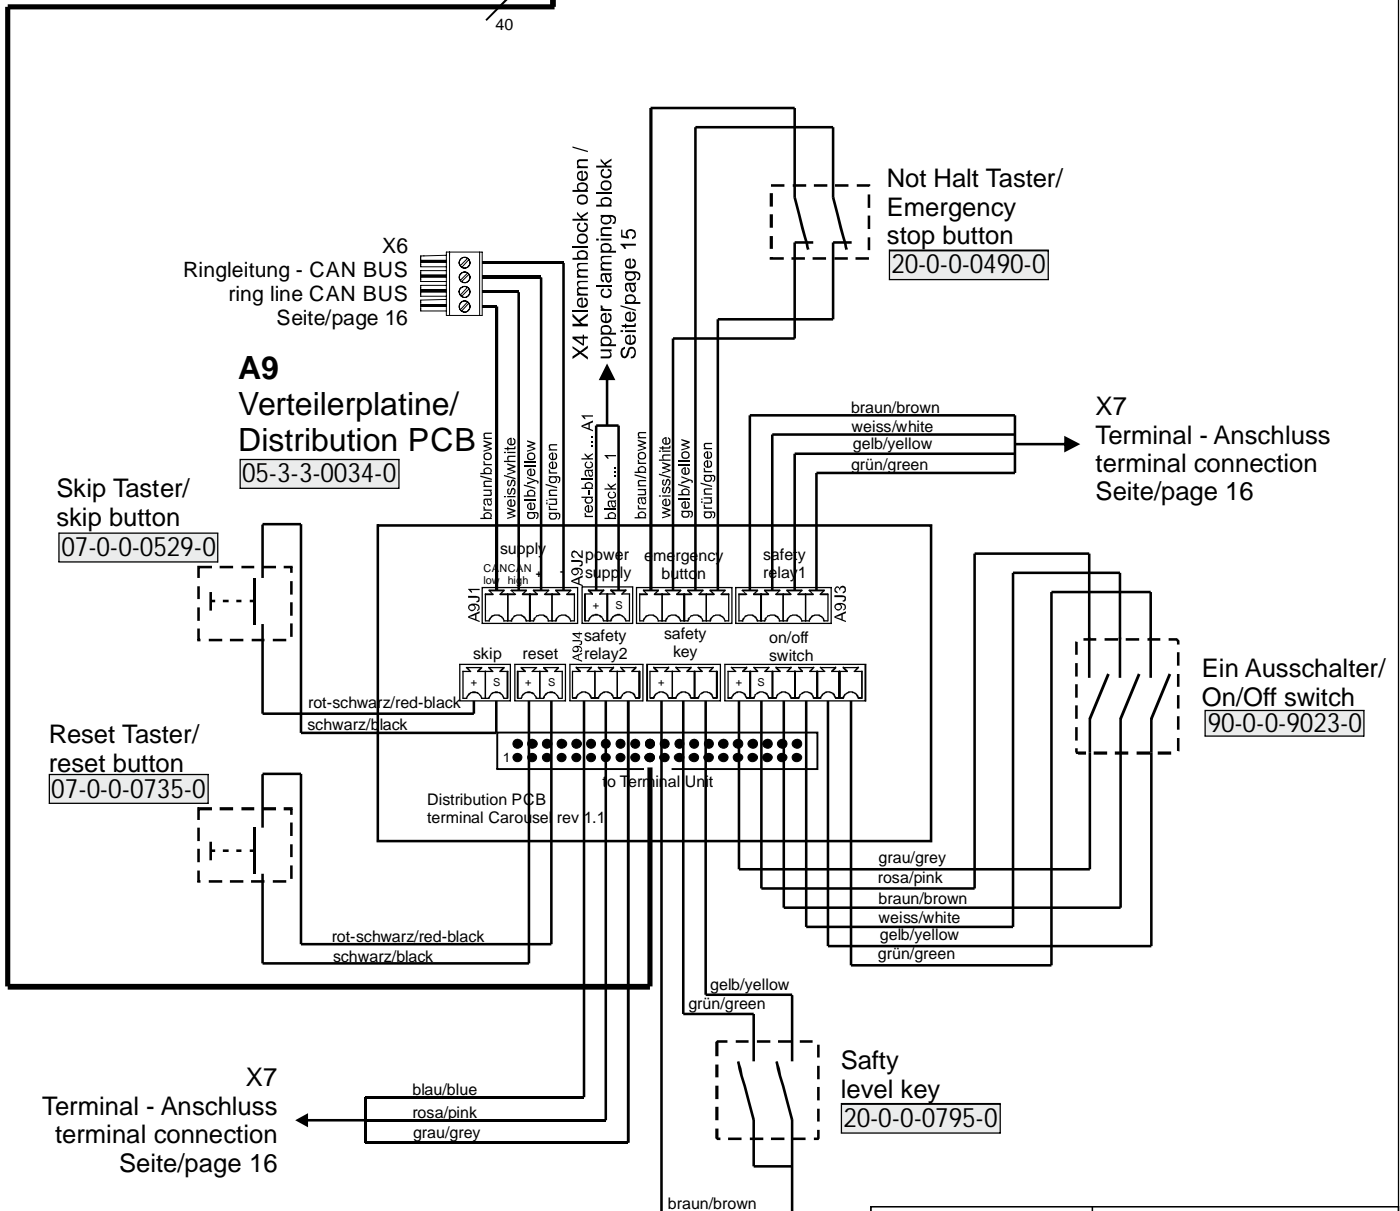 40
Not Halt Taster/
Emergency
stop button
20-0-0-0490-0
X4 Klemmblock oben /
upper clamping block
Seite/page 15
X6
Ringleitung - CAN BUS
ring line CAN BUS
Seite/page 16
A9
Verteilerplatine/
Distribution PCB
05-3-3-0034-0
braun/brown
weiss/white
gelb/yellow
grün/green
red-black ... A1
black ... 1
braun/brown
weiss/white
gelb/yellow
grün/green
braun/brown
weiss/white
gelb/yellow
grün/green
X7
Terminal - Anschluss
terminal connection
Seite/page 16
Skip Taster/
skip button
07-0-0-0529-0
supply
CAN low
CAN high
+
-
A9J1
A9J2
power
supply
+ S
emergency
button
safety
relay1
A9J3
skip
+ S
reset
+ S
A9J4
safety
relay2
safety
key
+
on/off
switch
+ S
Ein Ausschalter/
On/Off switch
90-0-0-9023-0
rot-schwarz/red-black
schwarz/black
Reset Taster/
reset button
07-0-0-0735-0
1
to Terminal Unit
Distribution PCB
terminal Carousel rev 1.1
grau/grey
rosa/pink
braun/brown
weiss/white
gelb/yellow
grün/green
rot-schwarz/red-black
schwarz/black
gelb/yellow
grün/green
Safty
level key
20-0-0-0795-0
X7
Terminal - Anschluss
terminal connection
Seite/page 16
blau/blue
rosa/pink
grau/grey
braun/brown